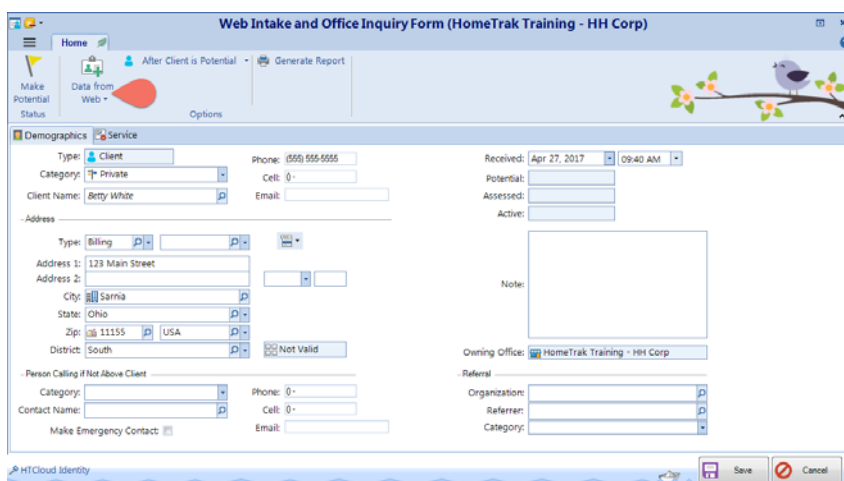 Web Intake and Office Inquiry Form (HomeTrak Training - HH Corp)
Home
After Client is Potential
Generate Report
Make Potential
Data from Web
Status
Options
Demographics Service
Type: Client
Phone: (555) 555-5555
Received: Apr 27, 2017 09:40 AM
Category: Private
Cell: () -
Potential:
Client Name: Betty White
Email:
Assessed:
Active:
Address
Type: Billing
Address 1: 123 Main Street
Address 2:
Note:
City: Sarnia
State: Ohio
Zip: 11155 USA
District: South Not Valid
Owning Office: HomeTrak Training - HH Corp
Person Calling if Not Above Client
Referral
Category:
Phone: () -
Organization:
Contact Name:
Cell: () -
Referrer:
Make Emergency Contact:
Email:
Category:
HTCloud Identity
Save
Cancel